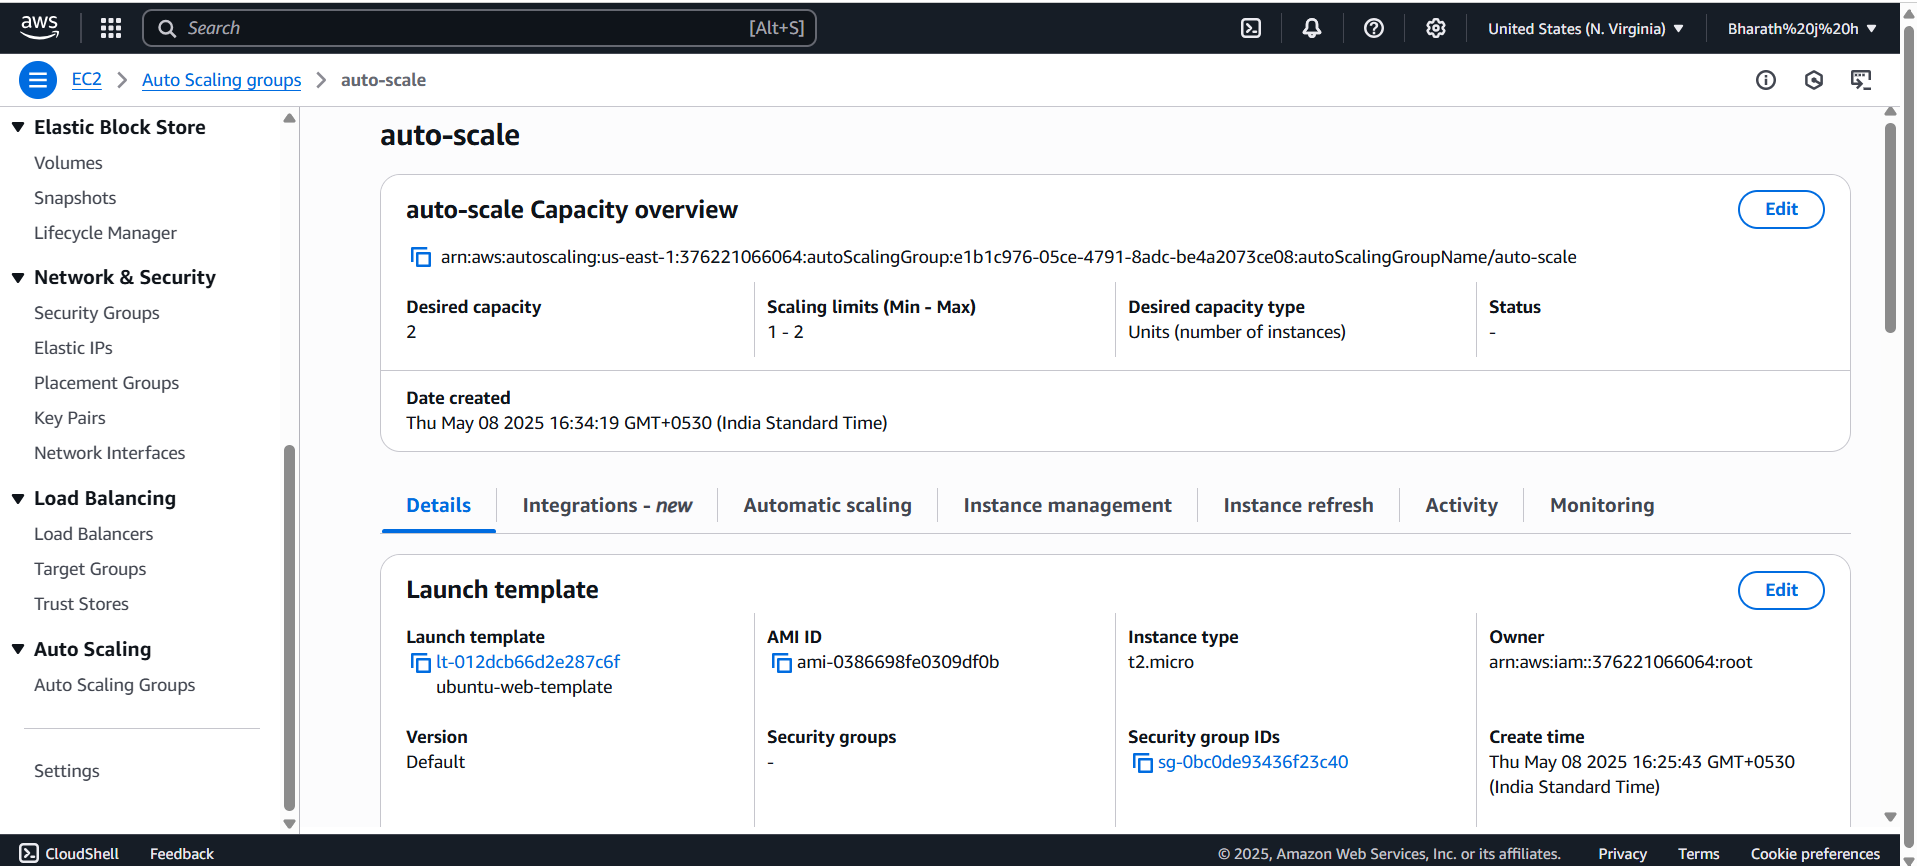 aws
Search [Alt+S]
United States (N. Virginia)
Bharath%20j%20h
EC2
Auto Scaling groups
auto-scale
Elastic Block Store
Volumes
Snapshots
Lifecycle Manager
Network & Security
Security Groups
Elastic IPs
Placement Groups
Key Pairs
Network Interfaces
Load Balancing
Load Balancers
Target Groups
Trust Stores
Auto Scaling
Auto Scaling Groups
Settings
auto-scale
auto-scale Capacity overview
Edit
arn:aws:autoscaling:us-east-1:376221066064:autoScalingGroup:e1b1c976-05ce-4791-8adc-be4a2073ce08:autoScalingGroupName/auto-scale
Desired capacity
2
Scaling limits (Min - Max)
1 - 2
Desired capacity type
Units (number of instances)
Status
-
Date created
Thu May 08 2025 16:34:19 GMT+0530 (India Standard Time)
Details
Integrations - new
Automatic scaling
Instance management
Instance refresh
Activity
Monitoring
Launch template
Edit
Launch template
lt-012dcb66d2e287c6f
ubuntu-web-template
AMI ID
ami-0386698fe0309df0b
Instance type
t2.micro
Owner
arn:aws:iam::376221066064:root
Version
Default
Security groups
-
Security group IDs
sg-0bc0de93436f23c40
Create time
Thu May 08 2025 16:25:43 GMT+0530
(India Standard Time)
CloudShell
Feedback
© 2025, Amazon Web Services, Inc. or its affiliates.
Privacy
Terms
Cookie preferences